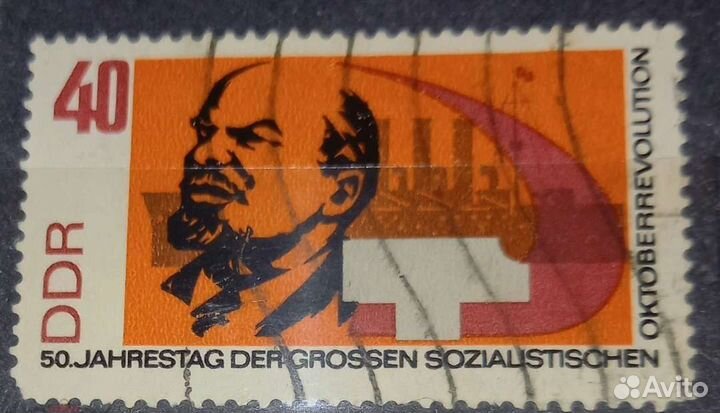 40
DDR
50. JAHRESTAG DER GROSSEN SOZIALISTISCHEN
OKTOBERREVOLUTION
Avito